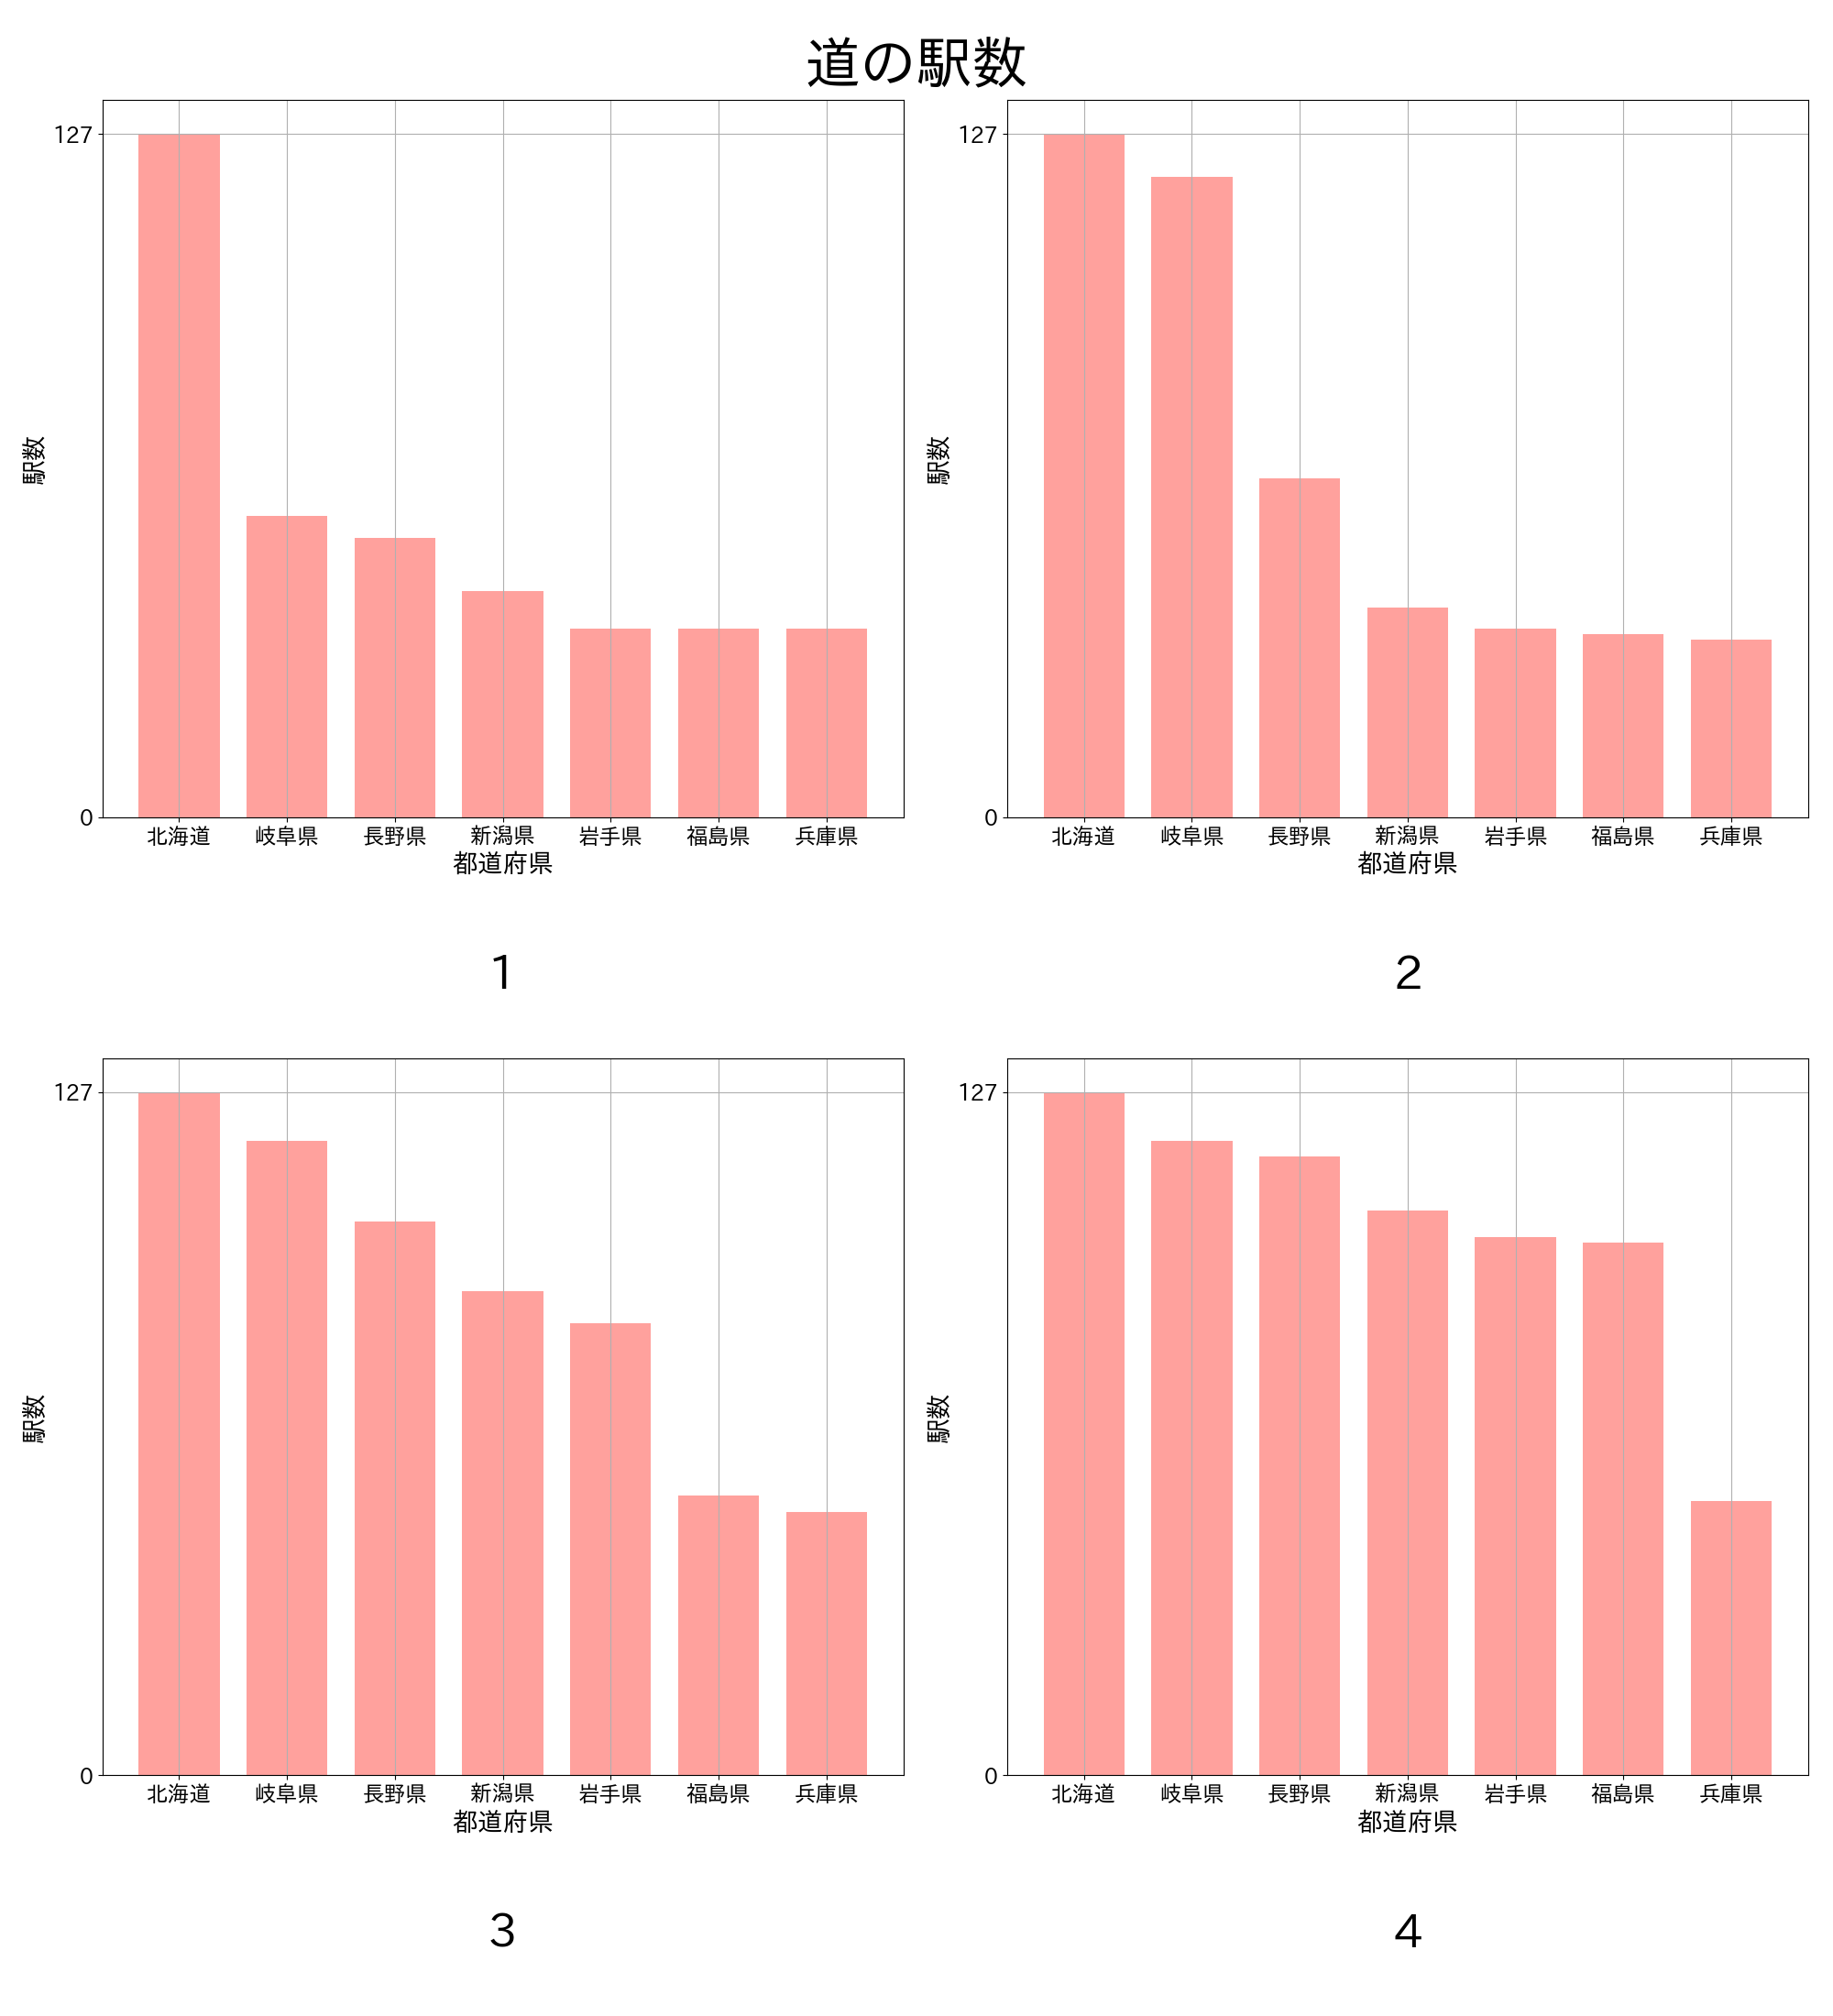 道の駅数
127
0
駅数
北海道 岐阜県 長野県 新潟県 岩手県 福島県 兵庫県
都道府県
1
127
0
駅数
北海道 岐阜県 長野県 新潟県 岩手県 福島県 兵庫県
都道府県
2
127
0
駅数
北海道 岐阜県 長野県 新潟県 岩手県 福島県 兵庫県
都道府県
3
127
0
駅数
北海道 岐阜県 長野県 新潟県 岩手県 福島県 兵庫県
都道府県
4